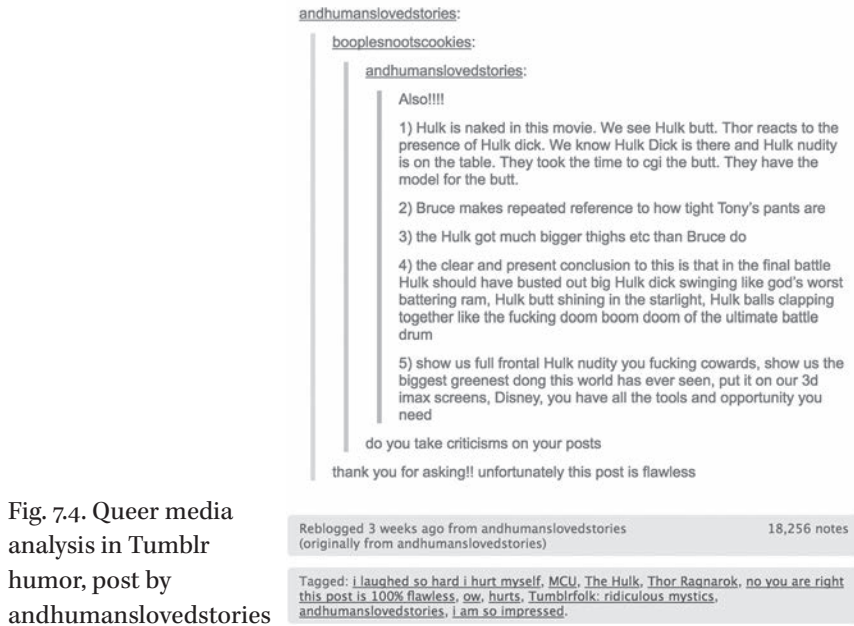 andhumanslovedstories:
booplesnootscookies:
andhumanslovedstories:
Also!!!!
1) Hulk is naked in this movie. We see Hulk butt. Thor reacts to the
presence of Hulk dick. We know Hulk Dick is there and Hulk nudity
is on the table. They took the time to cgi the butt. They have the
model for the butt.
2) Bruce makes repeated reference to how tight Tony's pants are
3) the Hulk got much bigger thighs etc than Bruce do
4) the clear and present conclusion to this is that in the final battle
Hulk should have busted out big Hulk dick swinging like god's worst
battering ram, Hulk butt shining in the starlight, Hulk balls clapping
together like the fucking doom boom doom of the ultimate battle
drum
5) show us full frontal Hulk nudity you fucking cowards, show us the
biggest greenest dong this world has ever seen, put it on our 3d
imax screens, Disney, you have all the tools and opportunity you
need
do you take criticisms on your posts
thank you for asking!! unfortunately this post is flawless
Reblogged 3 weeks ago from andhumanslovedstories 18,256 notes
(originally from andhumanslovedstories)
Tagged: i laughed so hard i hurt myself, MCU, The Hulk, Thor Ragnarok, no you are right
this post is 100% flawless, ow, hurts, Tumblrfolk: ridiculous mystics,
andhumanslovedstories, i am so impressed.
Fig. 7.4. Queer media
analysis in Tumblr
humor, post by
andhumanslovedstories